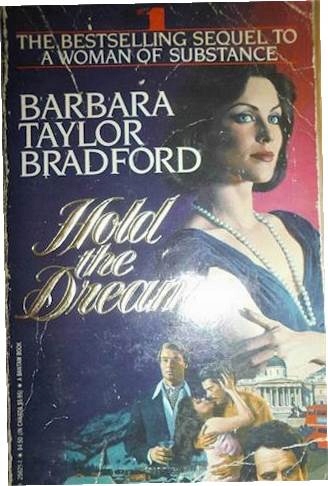 1
THE BESTSELLING SEQUEL TO
A WOMAN OF SUBSTANCE
BARBARA
TAYLOR
BRADFORD
Hold
the
Dream
A BANTAM BOOK